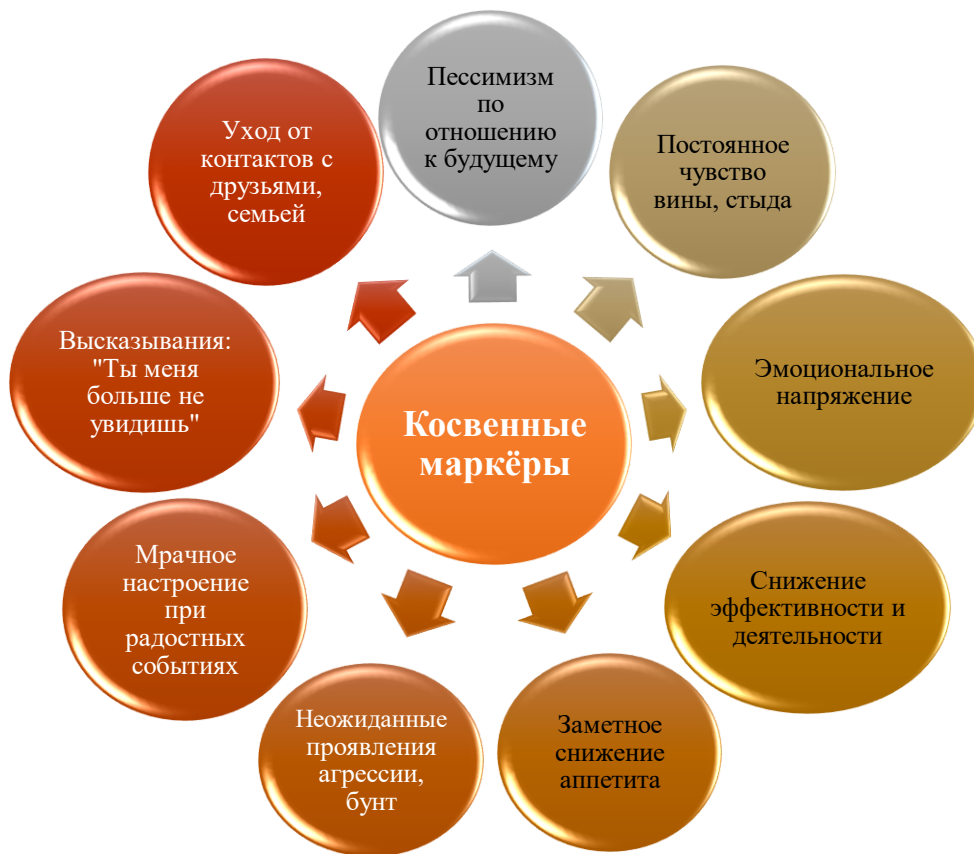 Пессимизм
по
отношению
к будущему
Постоянное
чувство
вины, стыда
Эмоциональное
напряжение
Снижение
эффективности и
деятельности
Заметное
снижение
аппетита
Неожиданные
проявления
агрессии,
бунт
Мрачное
настроение
при
радостных
событиях
Высказывания:
"Ты меня
больше не
увидишь"
Уход от
контактов с
друзьями,
семьей
Косвенные
маркёры